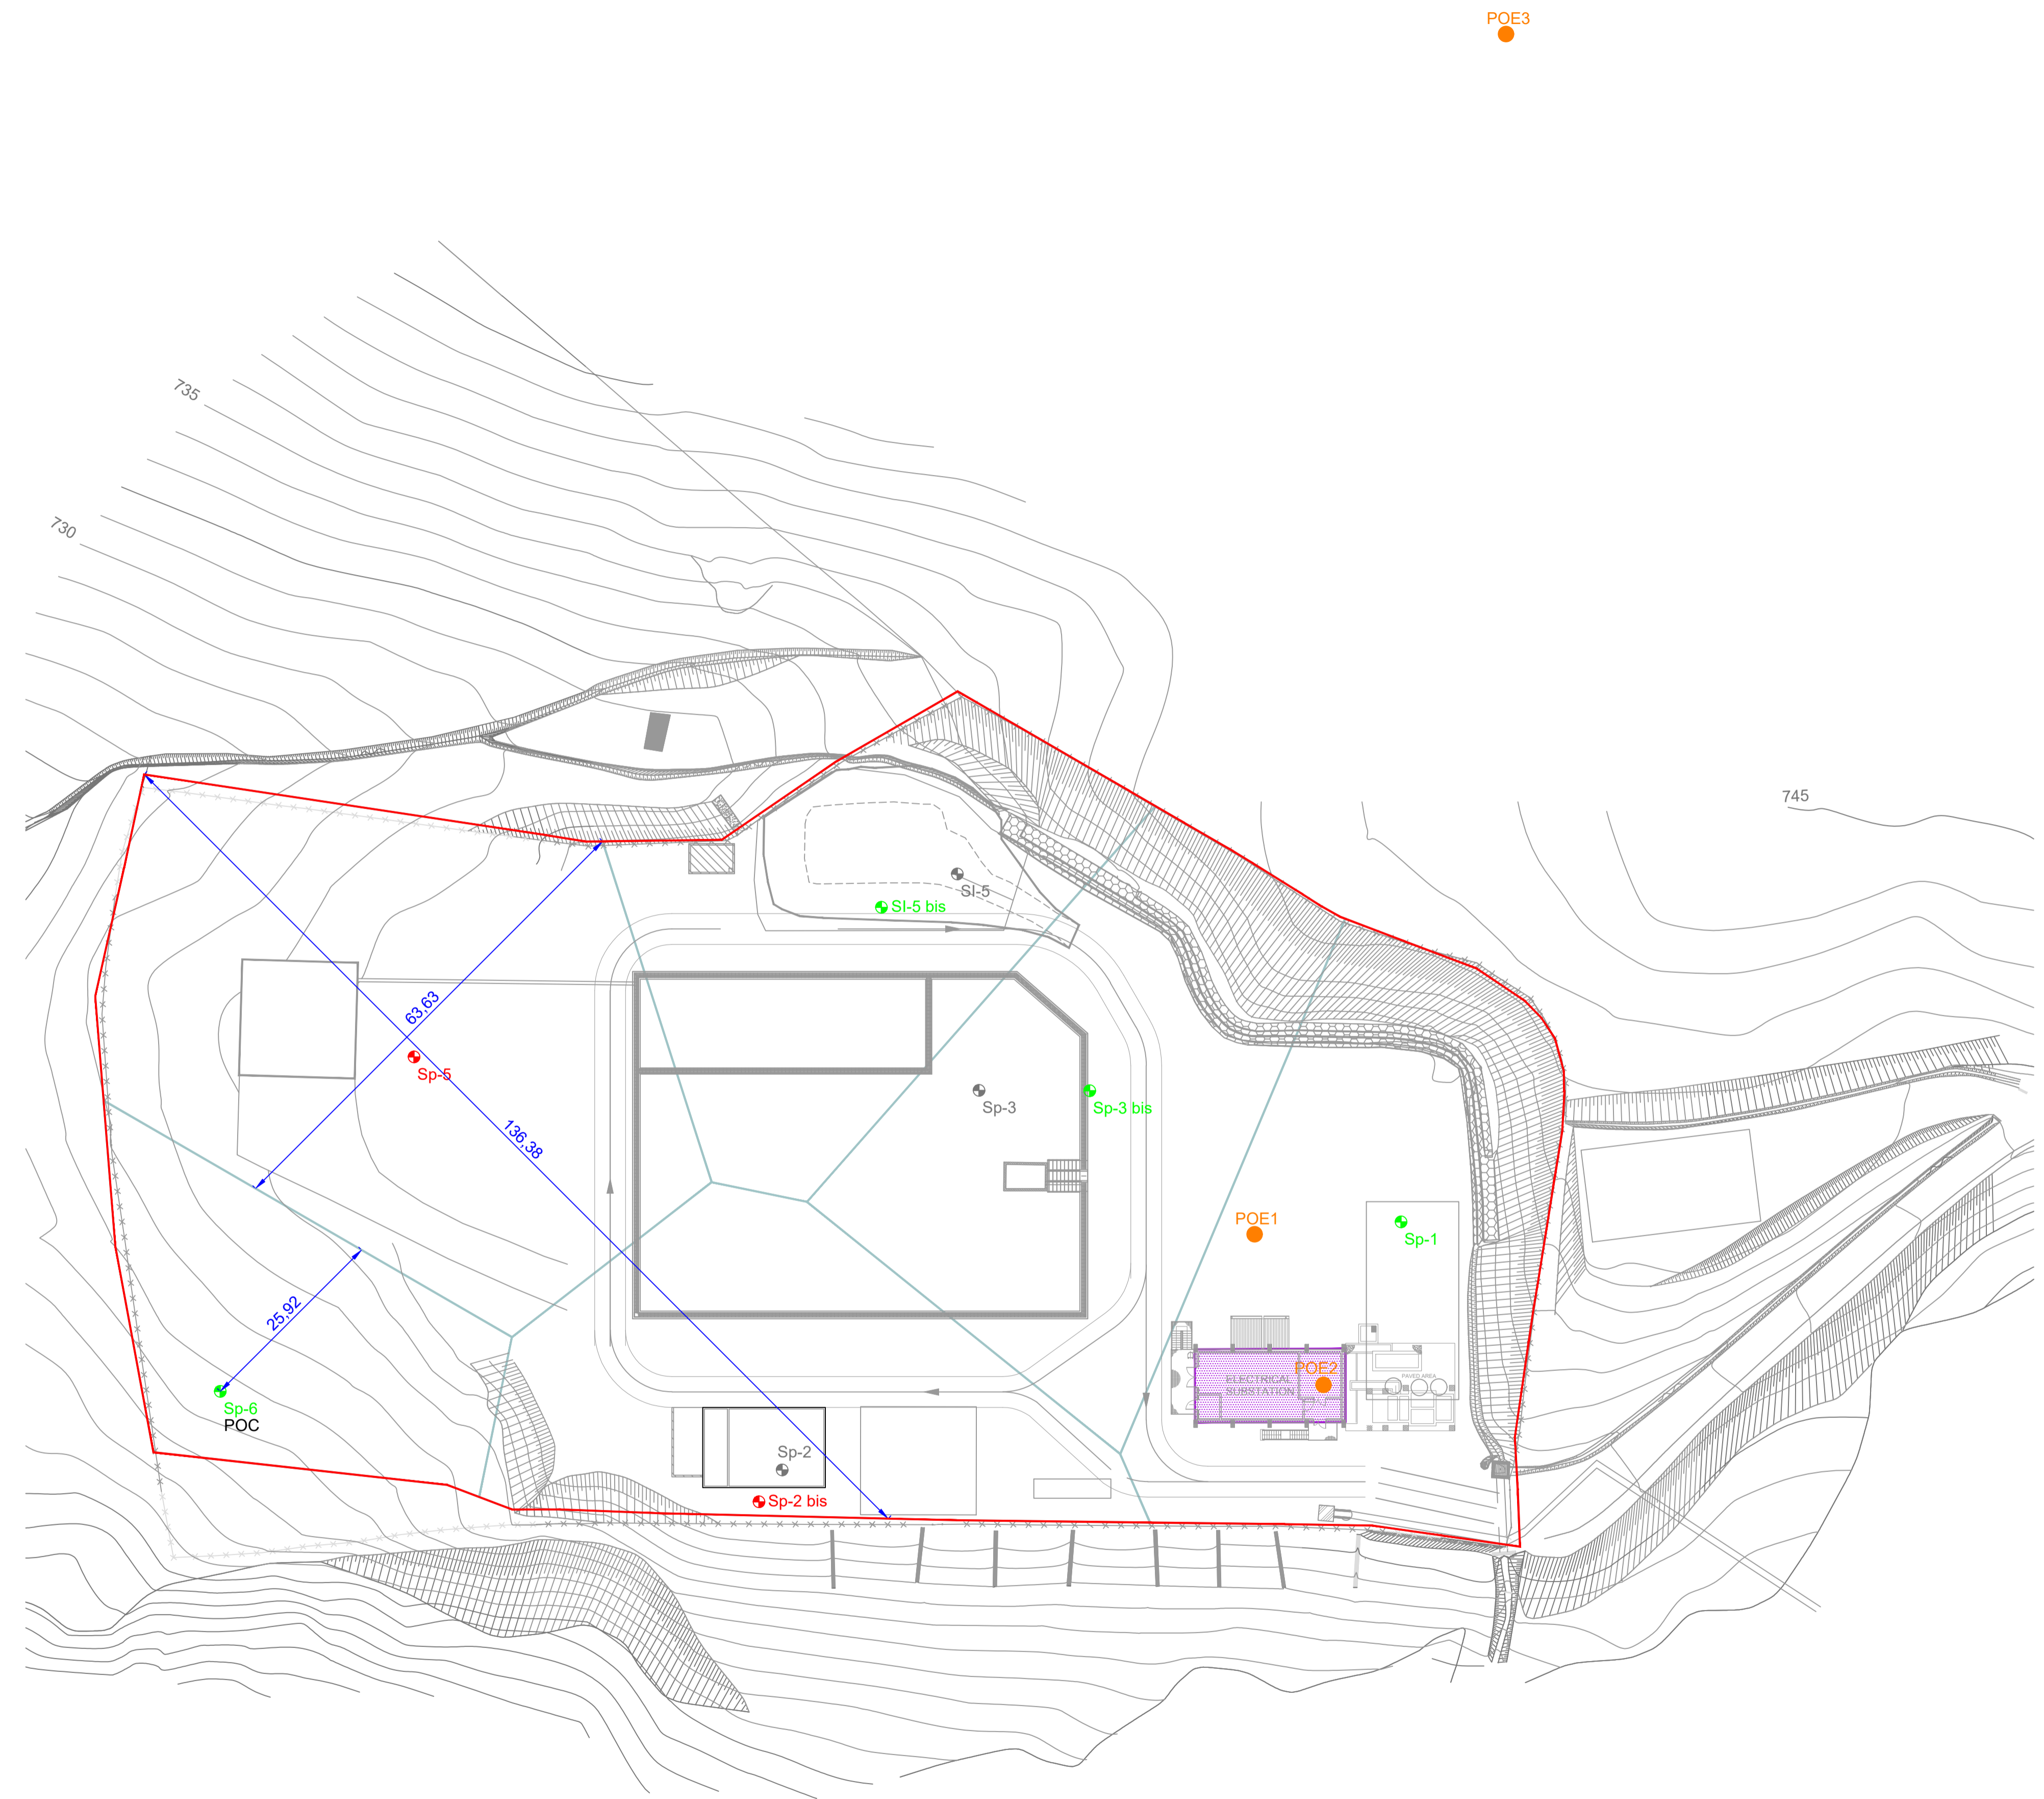 POE3
735
730
745
SI-5
SI-5 bis
63,63
Sp-5
Sp-3
Sp-3 bis
136,38
POE1
Sp-1
25,92
POE2
ELECTRICAL
SUBSTATION
PAVED AREA
Sp-6
POC
Sp-2
Sp-2 bis